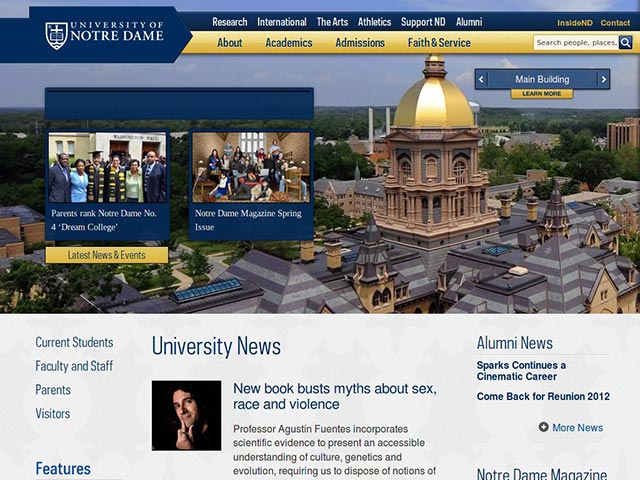 UNIVERSITY OF
NOTRE DAME
Research International The Arts Athletics Support ND Alumni
InsideND Contact
About Academics Admissions Faith & Service
Search people, places,
Main Building
LEARN MORE
WASHINGTON HALL
Parents rank Notre Dame No.
4 ‘Dream College’
Notre Dame Magazine Spring
Issue
Latest News & Events
Current Students
Faculty and Staff
Parents
Visitors
Features
University News
New book busts myths about sex,
race and violence
Professor Agustín Fuentes incorporates
scientific evidence to present an accessible
understanding of culture, genetics and
evolution, requiring us to dispose of notions of
Alumni News
Sparks Continues a
Cinematic Career
Come Back for Reunion 2012
More News
Notre Dame Magazine